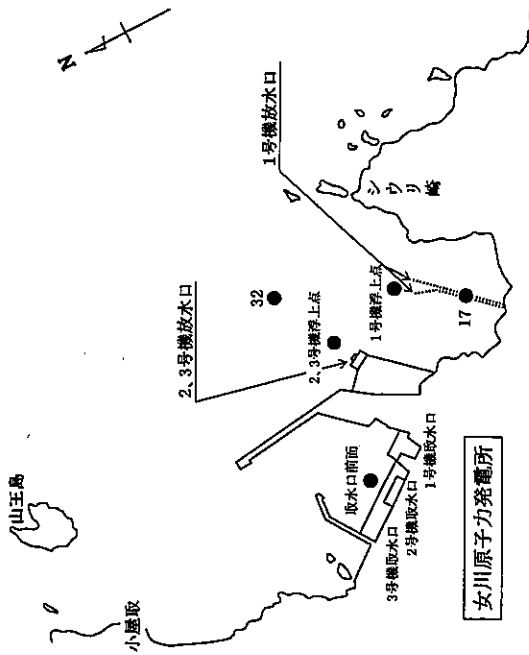 N
山王島
小屋取
2、3号機放水口
1号機放水口
32
2、3号機浮上点
1号機浮上点
シウリ崎
17
取水口前面
1号機取水口
2号機取水口
3号機取水口
女川原子力発電所